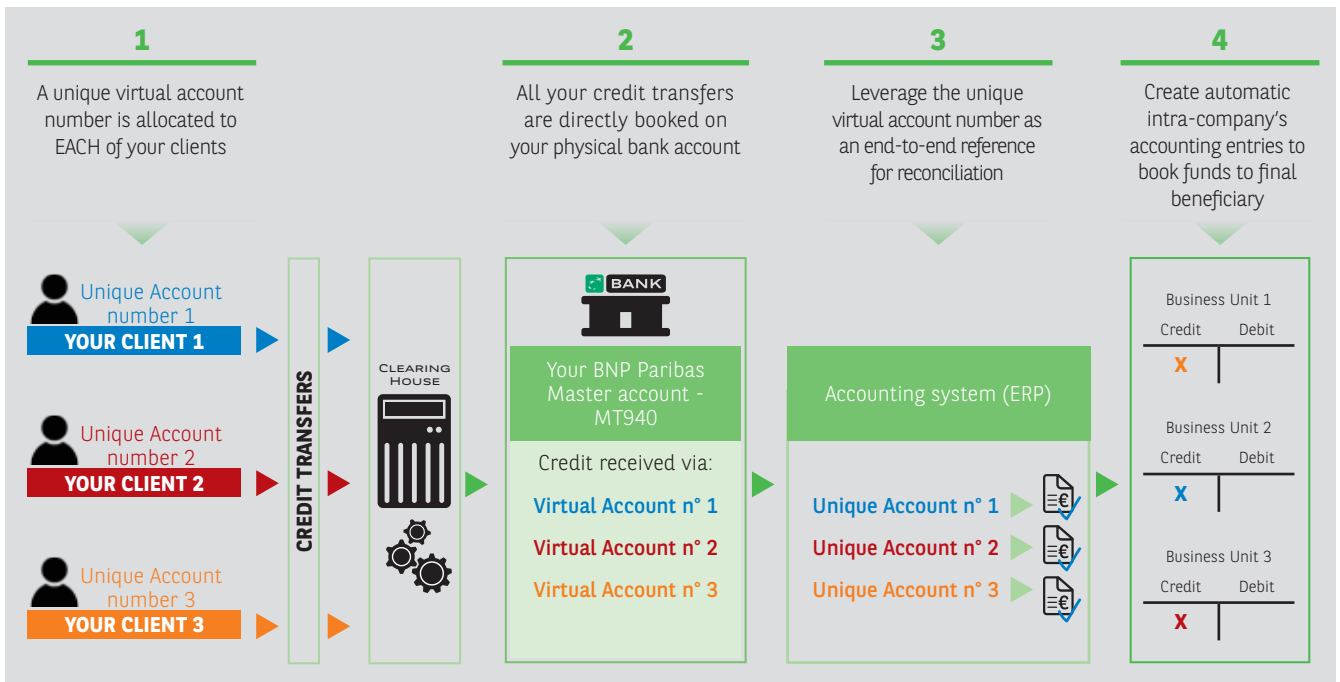 1
A unique virtual account
number is allocated to
EACH of your clients
2
All your credit transfers
are directly booked on
your physical bank account
3
Leverage the unique
virtual account number as
an end-to-end reference
for reconciliation
4
Create automatic
intra-company's
accounting entries to
book funds to final
beneficiary
Unique Account
number 1
YOUR CLIENT 1
Unique Account
number 2
YOUR CLIENT 2
Unique Account
number 3
YOUR CLIENT 3
CREDIT TRANSFERS
CLEARING
HOUSE
BANK
Your BNP Paribas
Master account -
MT940
Credit received via:
Virtual Account n° 1
Virtual Account n° 2
Virtual Account n° 3
Accounting system (ERP)
Unique Account n° 1
€
Unique Account n° 2
€
Unique Account n° 3
€
Business Unit 1
Credit Debit
X
Business Unit 2
Credit Debit
X
Business Unit 3
Credit Debit
X